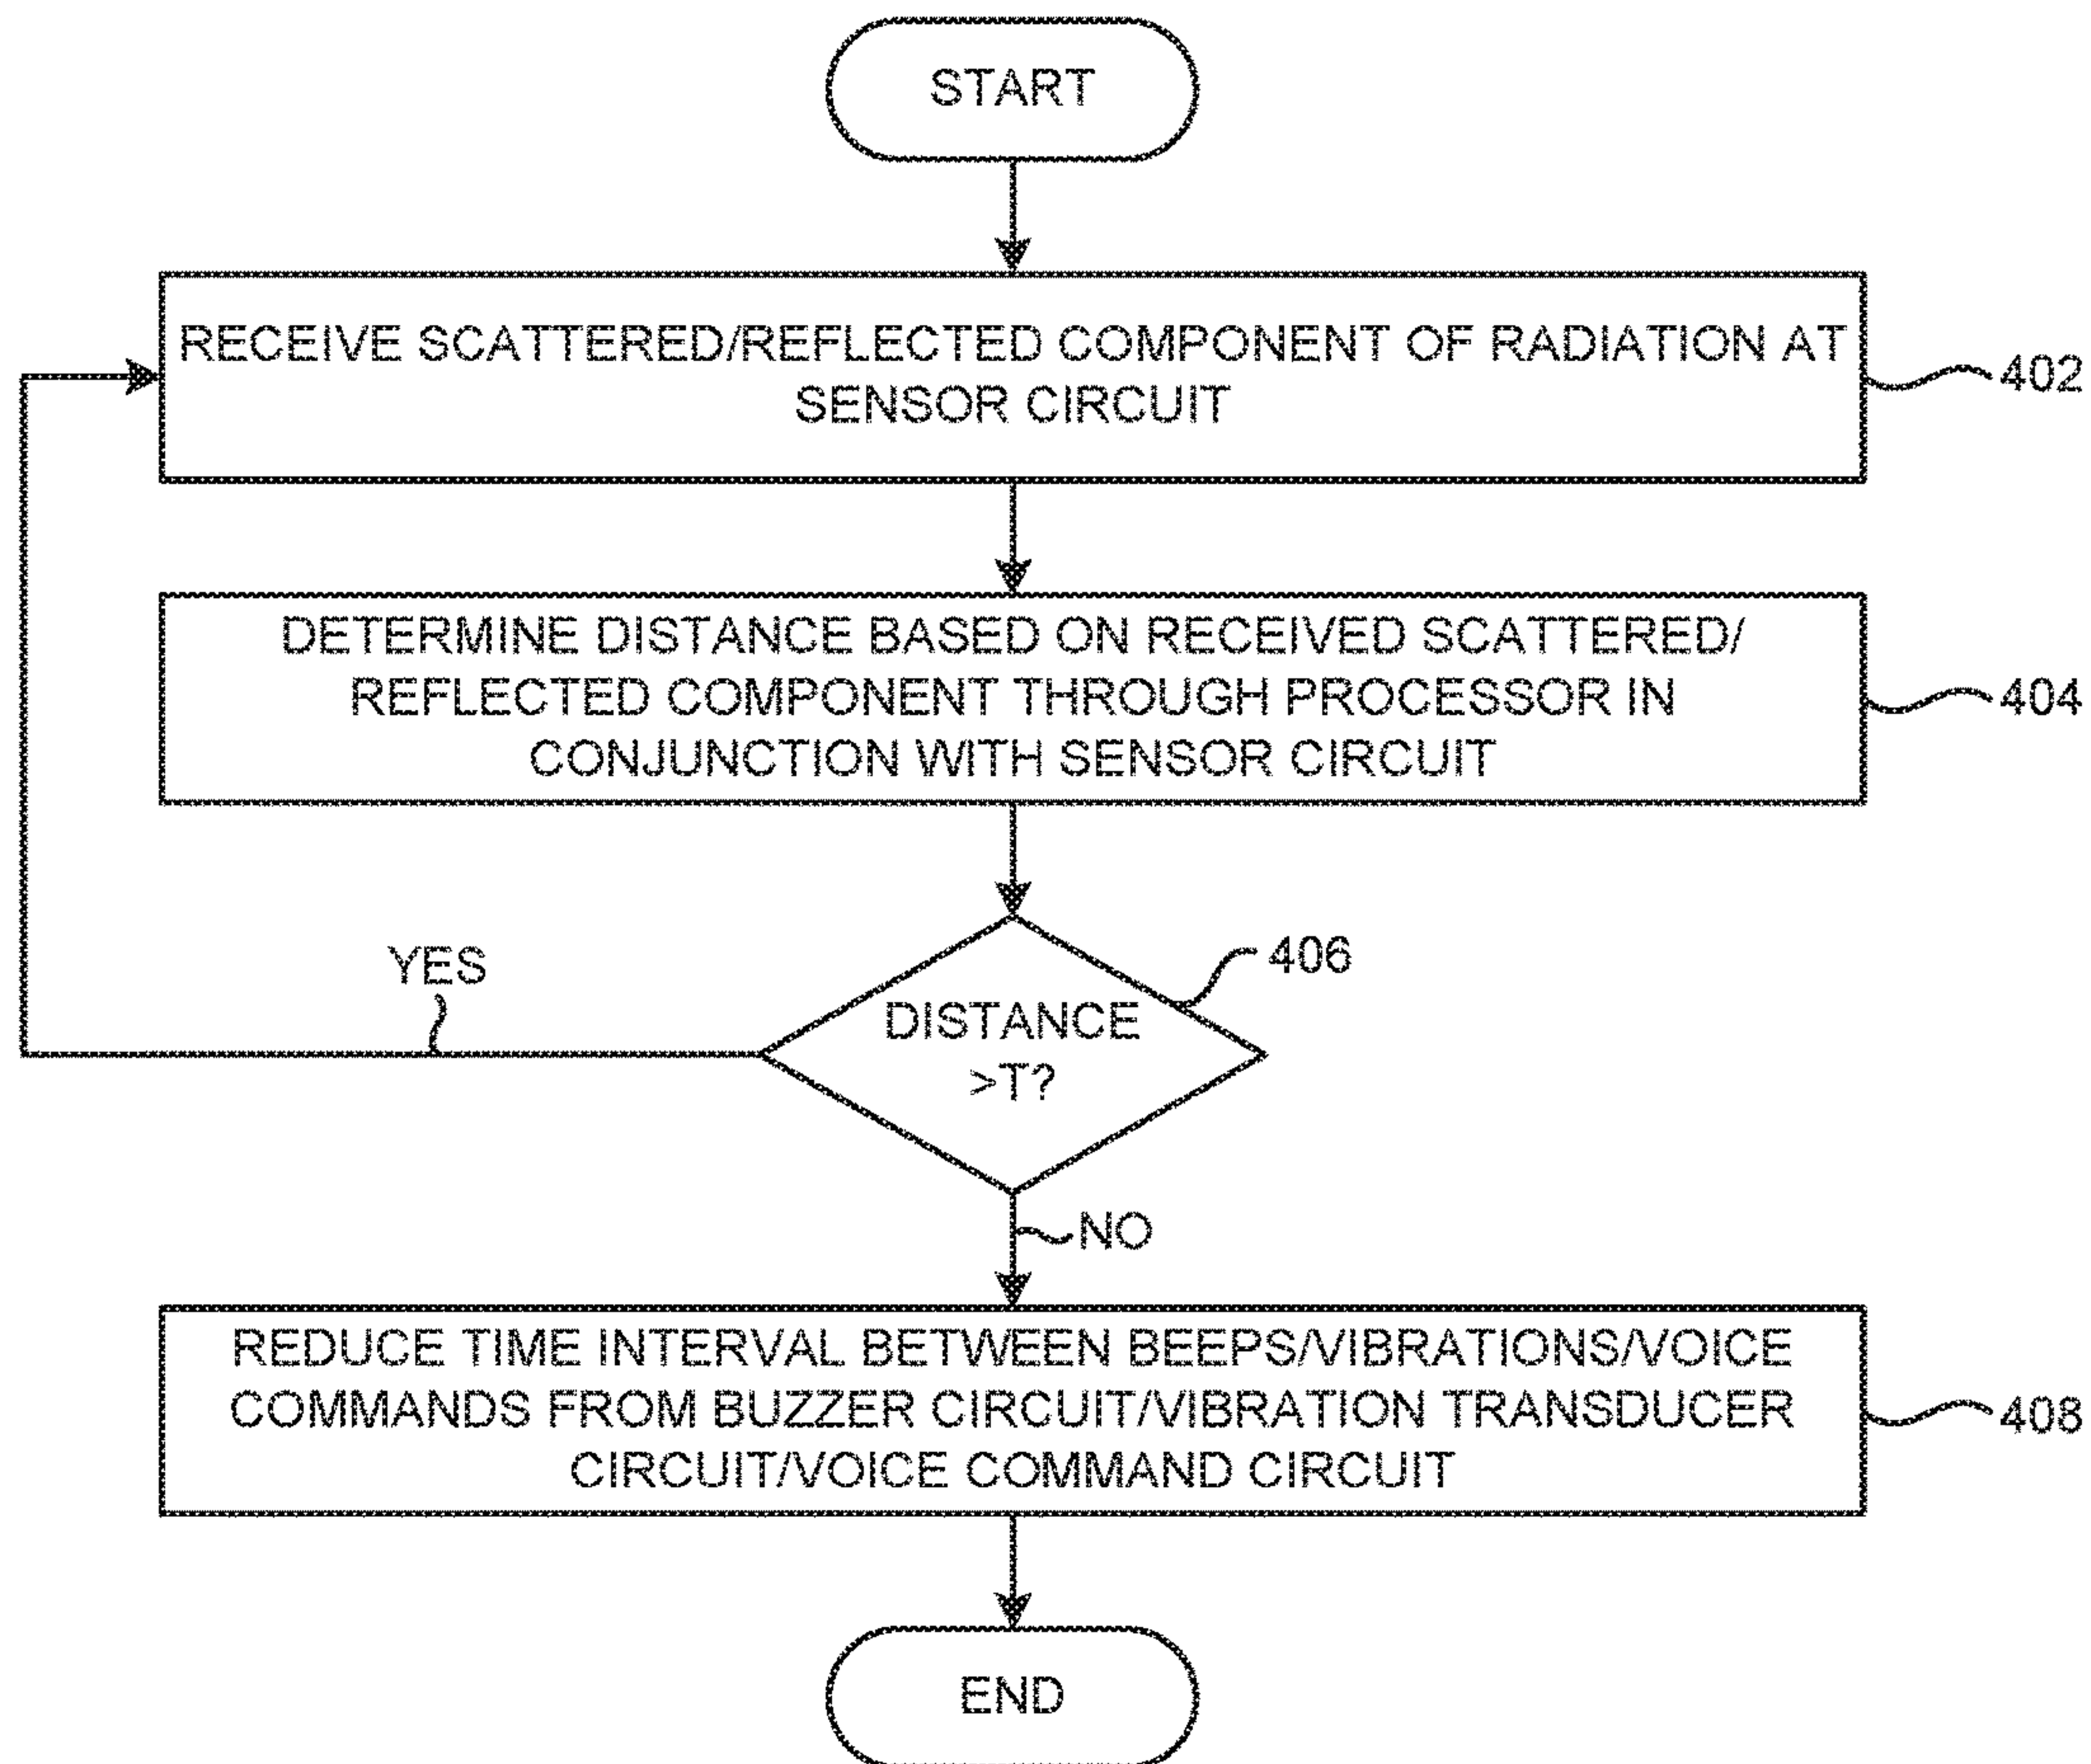 START
RECEIVE SCATTERED/REFLECTED COMPONENT OF RADIATION AT
SENSOR CIRCUIT
402
DETERMINE DISTANCE BASED ON RECEIVED SCATTERED/
REFLECTED COMPONENT THROUGH PROCESSOR IN
CONJUNCTION WITH SENSOR CIRCUIT
404
YES
406
DISTANCE
>T?
NO
REDUCE TIME INTERVAL BETWEEN BEEPS/VIBRATIONS/VOICE
COMMANDS FROM BUZZER CIRCUIT/VIBRATION TRANSDUCER
CIRCUIT/VOICE COMMAND CIRCUIT
408
END